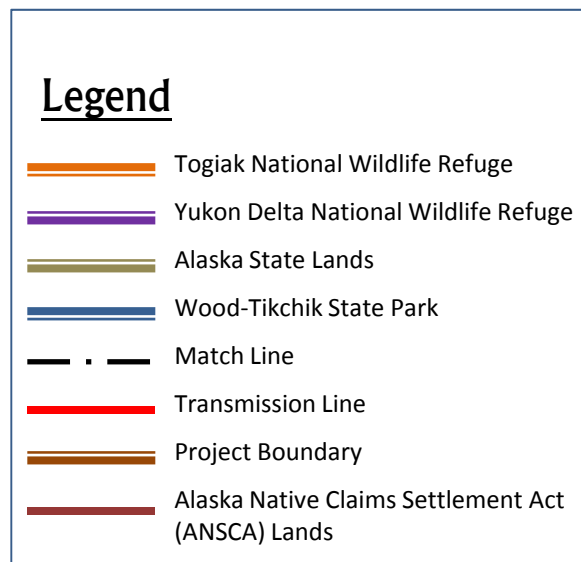 Legend
Togiak National Wildlife Refuge
Yukon Delta National Wildlife Refuge
Alaska State Lands
Wood-Tikchik State Park
Match Line
Transmission Line
Project Boundary
Alaska Native Claims Settlement Act
(ANSCA) Lands